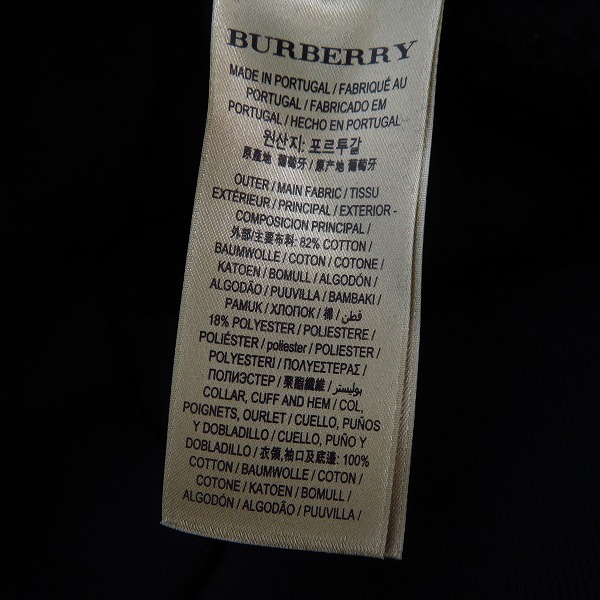 BURBERRY
MADE IN PORTUGAL / FABRIQUÉ AU
PORTUGAL / FABRICADO EM
PORTUGAL / HECHO EN PORTUGAL
원산지: 포르투갈
原產地 葡萄牙 / 原产地 葡萄牙
OUTER / MAIN FABRIC / TISSU
EXTÉRIEUR / PRINCIPAL / EXTERIOR -
COMPOSICION PRINCIPAL /
外部/主要布料: 82% COTTON /
BAUMWOLLE / COTON / COTONE /
KATOEN / BOMULL / ALGODÓN /
ALGODÃO / PUUVILLA / BAMBAKI /
PAMUK / ХЛОПОК / 棉 / قطن /
18% POLYESTER / POLIESTERE /
POLIÉSTER / poliester / POLIESTER /
POLYESTERI / ΠΟΛΥΕΣΤΕΡΑΣ /
ПОЛИЭСТЕР / 聚酯纖維 / بوليستر /
COLLAR, CUFF AND HEM / COL,
POIGNETS, OURLET / CUELLO, PUÑOS
Y DOBLADILLO / CUELLO, PUÑO Y
DOBLADILLO / 衣領,袖口及底邊: 100%
COTTON / BAUMWOLLE / COTON /
COTONE / KATOEN / BOMULL /
ALGODÓN / ALGODÃO / PUUVILLA /